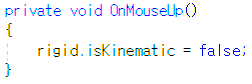 private void OnMouseUp()
{
    rigid.isKinematic = false;
}